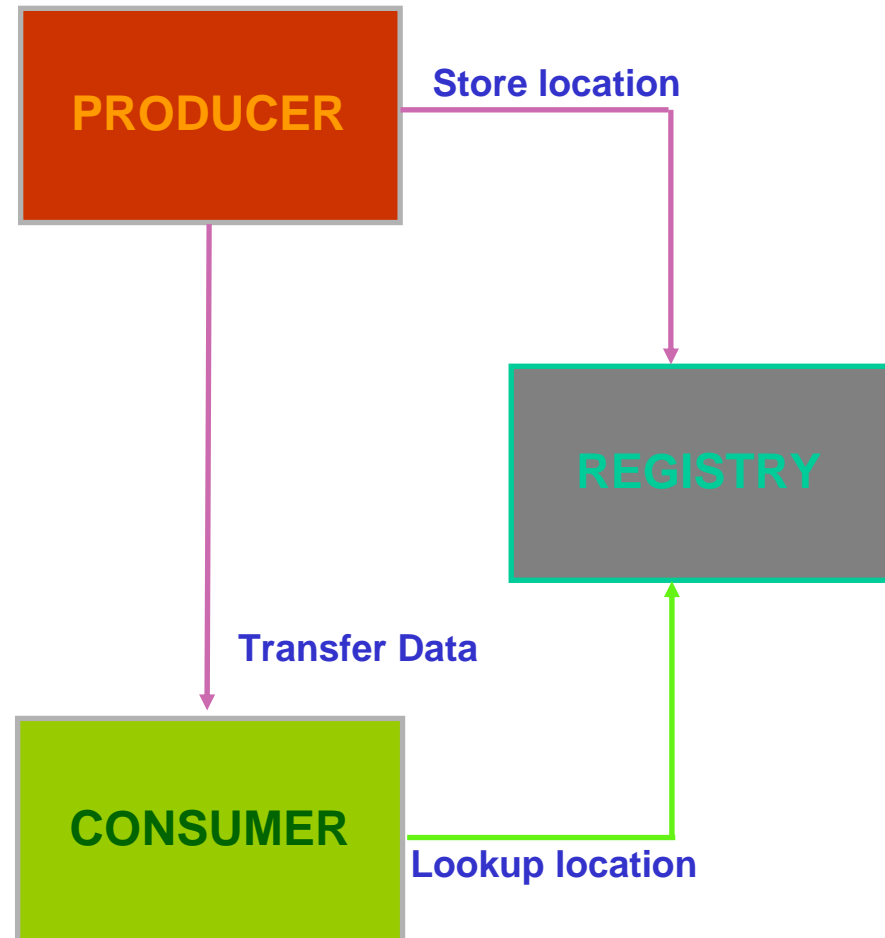 PRODUCER
Store location
REGISTRY
Transfer Data
CONSUMER
Lookup location